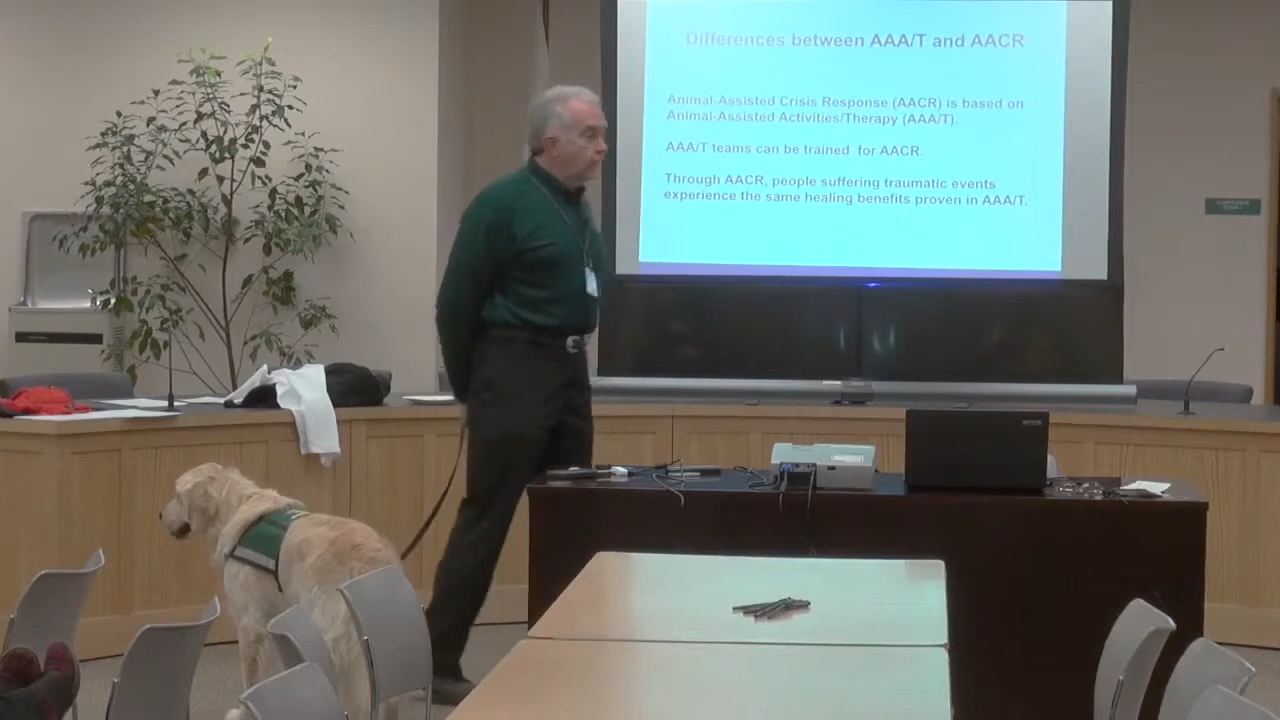 Differences between AAA/T and AACR
Animal-Assisted Crisis Response (AACR) is based on
Animal-Assisted Activities/Therapy (AAA/T).
AAA/T teams can be trained for AACR.
Through AACR, people suffering traumatic events
experience the same healing benefits proven in AAA/T.